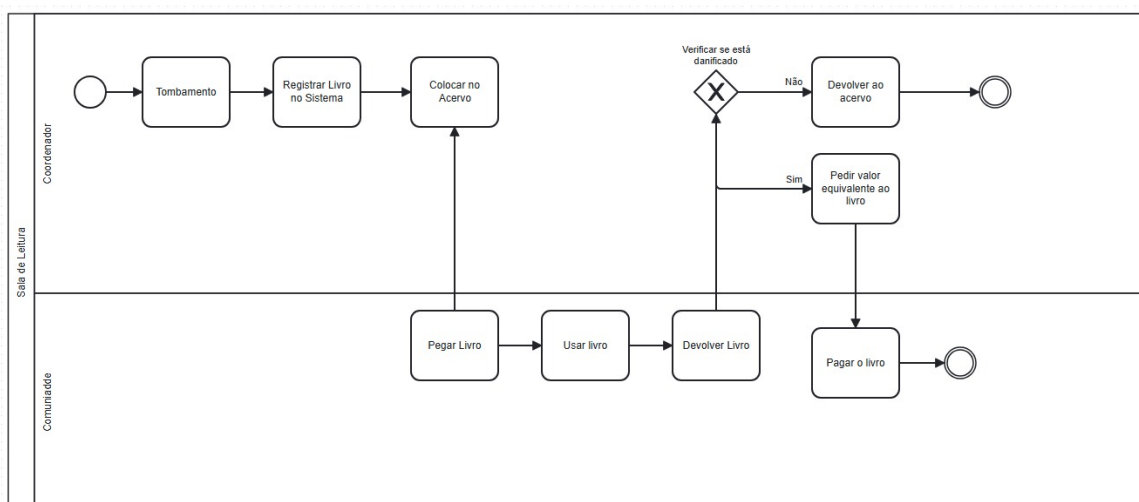 Sala de Leitura
Coordenador
Tombamento
Registrar Livro
no Sistema
Colocar no
Acervo
Verificar se está
danificado
Não
Devolver ao
acervo
Sim
Pedir valor
equivalente ao
livro
Comuniadde
Pegar Livro
Usar livro
Devolver Livro
Pagar o livro